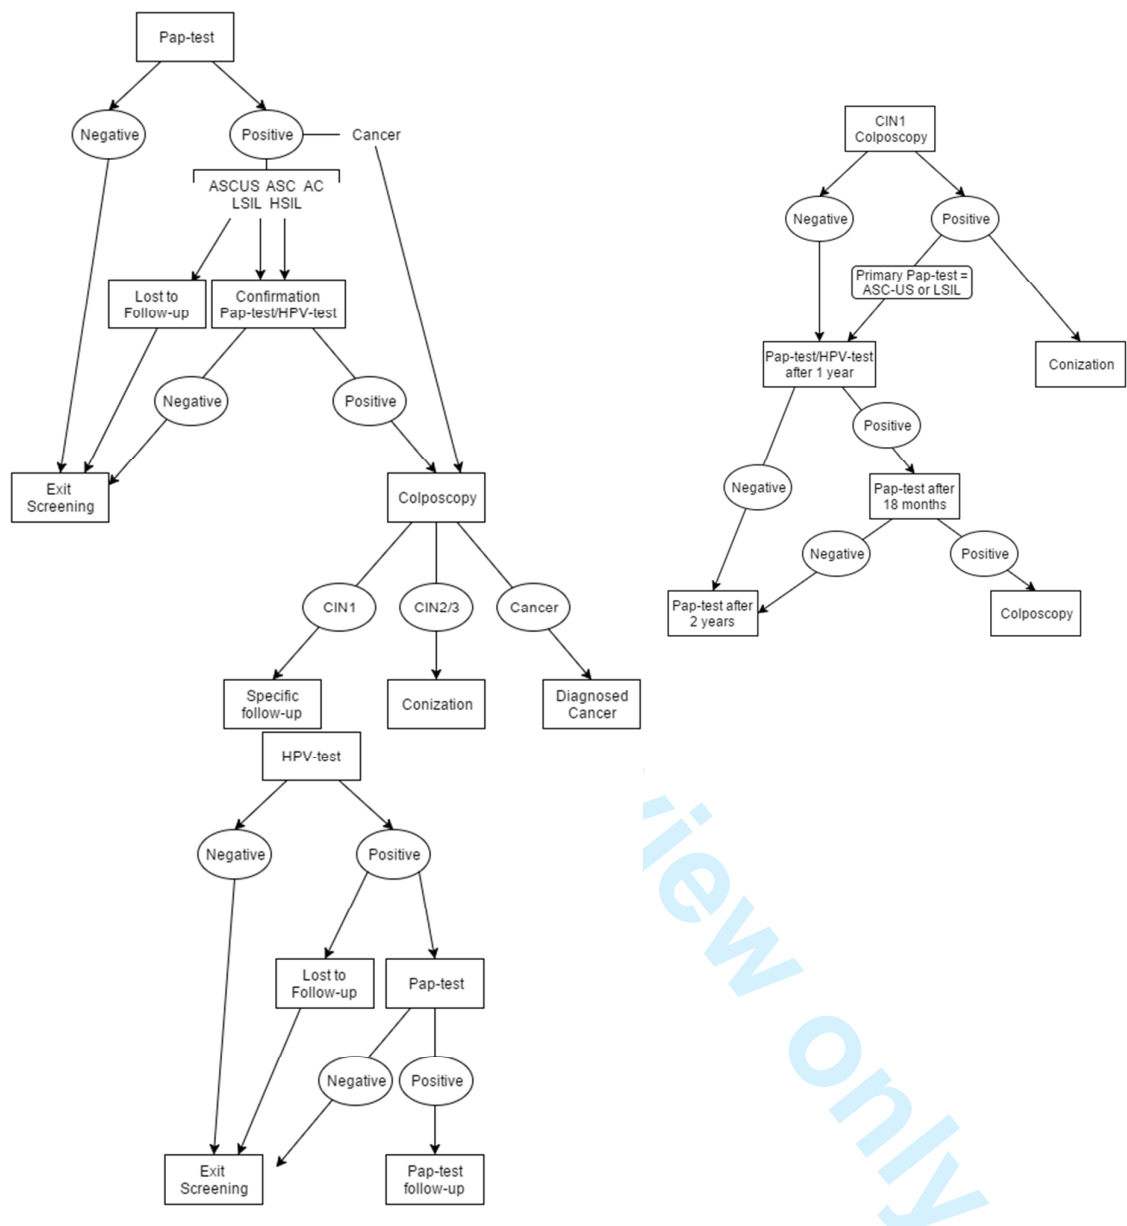 Pap-test
Negative
Positive
Cancer
ASCUS ASC AC
LSIL HSIL
Lost to
Follow-up
Confirmation
Pap-test/HPV-test
Negative
Positive
Exit
Screening
Colposcopy
CIN1
CIN2/3
Cancer
Specific
follow-up
Conization
Diagnosed
Cancer
CIN1
Colposcopy
Negative
Positive
Primary Pap-test =
ASC-US or LSIL
Pap-test/HPV-test
after 1 year
Conization
Positive
Negative
Pap-test after
18 months
Negative
Positive
Pap-test after
2 years
Colposcopy
HPV-test
Negative
Positive
Lost to
Follow-up
Pap-test
Negative
Positive
Exit
Screening
Pap-test
follow-up
view only